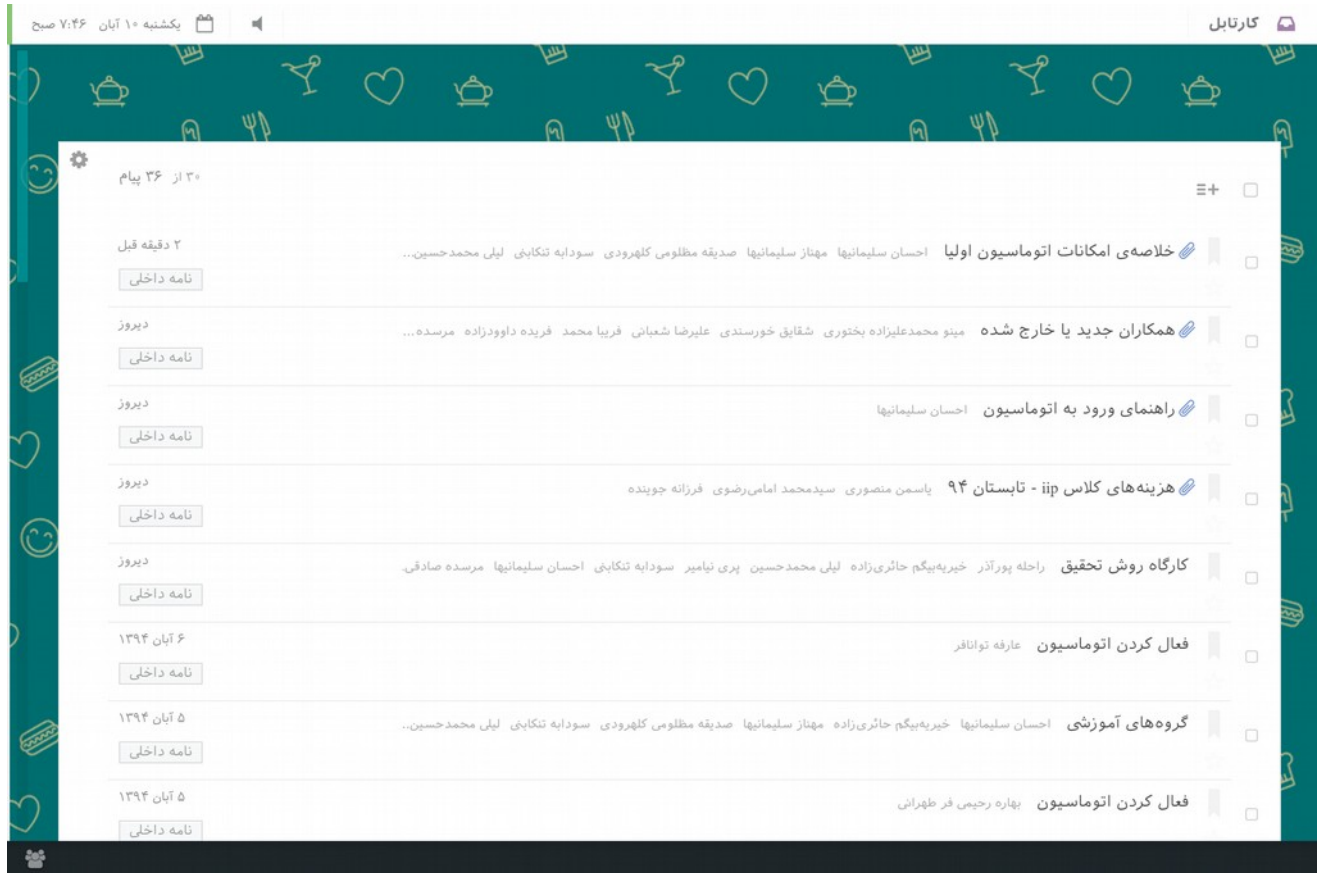 کارتابل
یکشنبه ۱۰ آبان ۷:۴۶ صبح
۳۰ از ۳۶ پیام
خلاصه‌ی امکانات اتوماسیون اولیا احسان سلیمانیها مهناز سلیمانیها صدیقه مظلومی کلهرودی سودابه تنکابنی لیلی محمدحسین... ۲ دقیقه قبل
نامه داخلی
همکاران جدید یا خارج شده مینو محمدعلیزاده بختوری شقایق خورسندی علیرضا شعبانی فریبا محمد فریده داوودزاده مرسده... دیروز
نامه داخلی
راهنمای ورود به اتوماسیون احسان سلیمانیها دیروز
نامه داخلی
هزینه‌های کلاس iip - تابستان ۹۴ یاسمن منصوری سیدمحمد امامی‌رضوی فرزانه جوینده دیروز
نامه داخلی
کارگاه روش تحقیق راحله پورآذر خیریه‌بیگم حائری‌زاده لیلی محمدحسین پری نیامیر سودابه تنکابنی احسان سلیمانیها مرسده صادقی. دیروز
نامه داخلی
فعال کردن اتوماسیون عارفه توانافر ۶ آبان ۱۳۹۴
نامه داخلی
گروه‌های آموزشی احسان سلیمانیها خیریه‌بیگم حائری‌زاده مهناز سلیمانیها صدیقه مظلومی کلهرودی سودابه تنکابنی لیلی محمدحسین.. ۵ آبان ۱۳۹۴
نامه داخلی
فعال کردن اتوماسیون بهاره رحیمی فر طهرانی ۵ آبان ۱۳۹۴
نامه داخلی